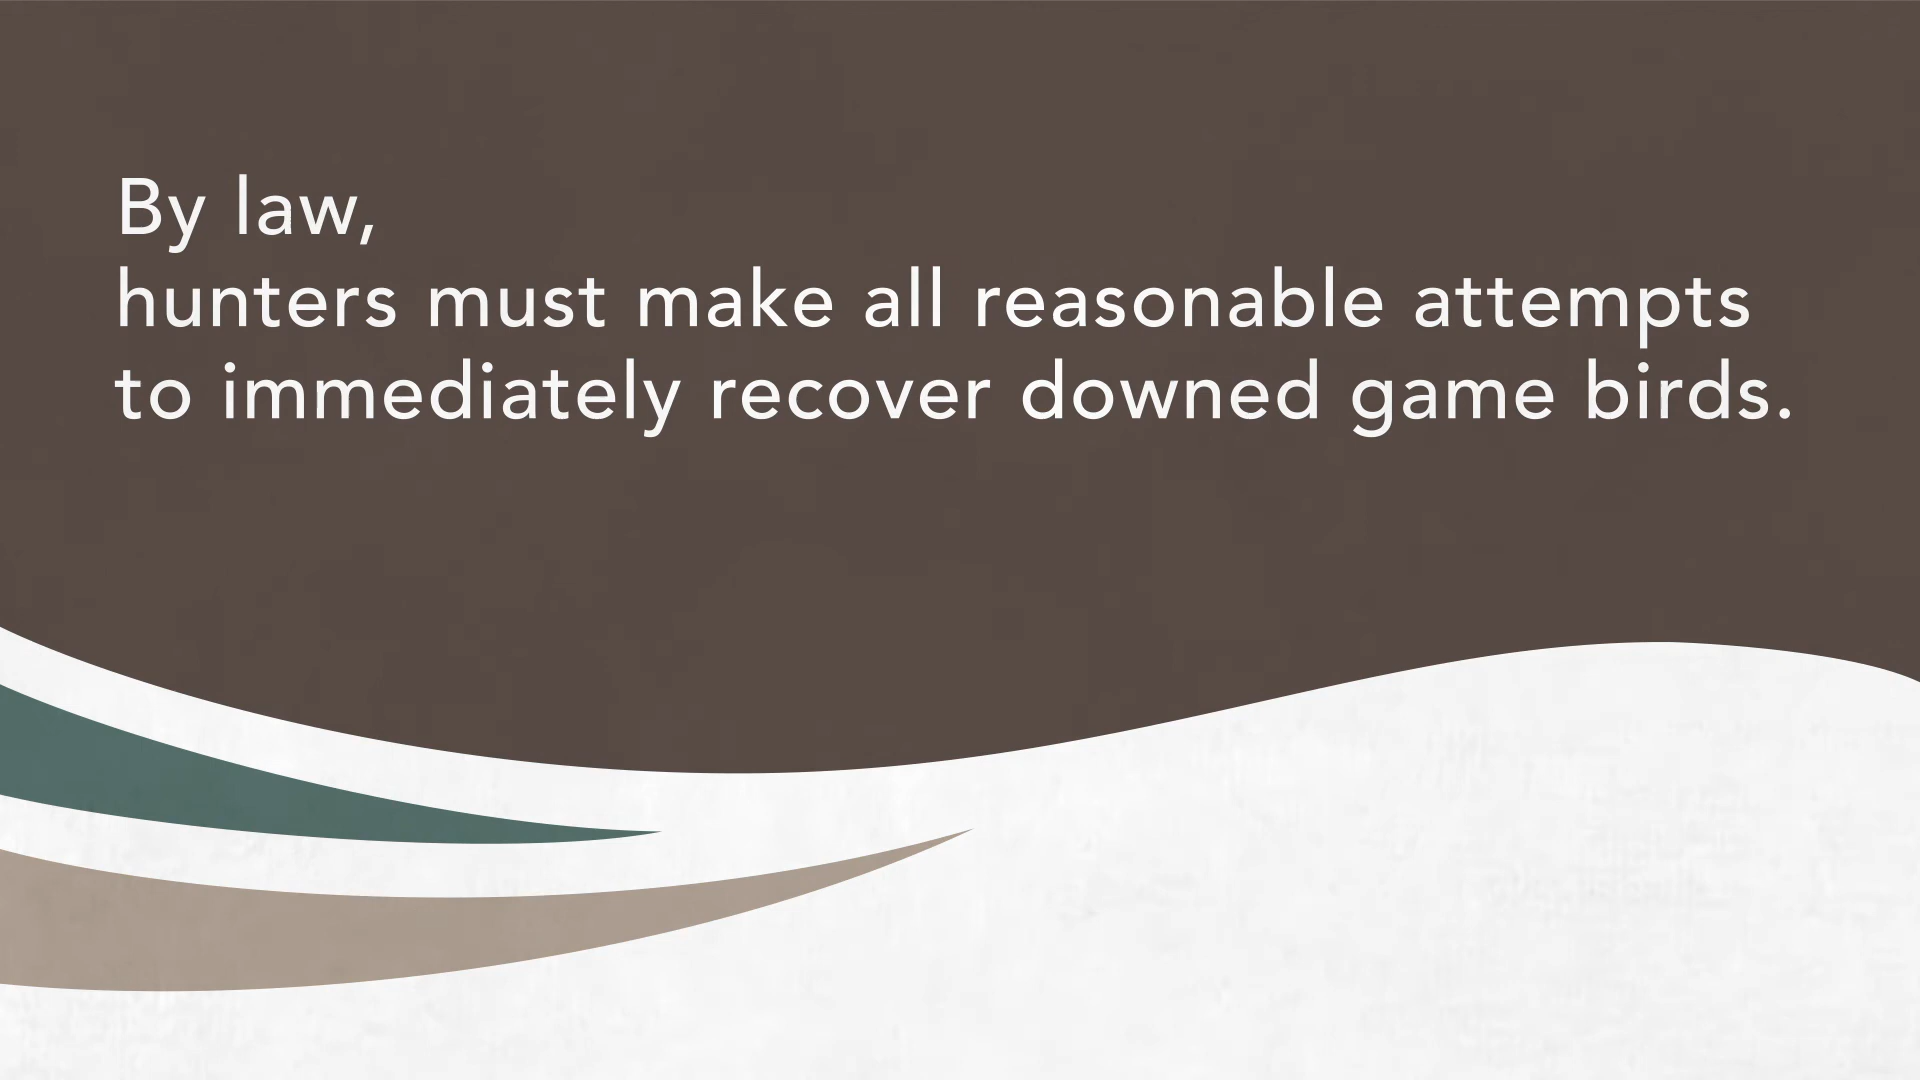 By law,
hunters must make all reasonable attempts
to immediately recover downed game birds.